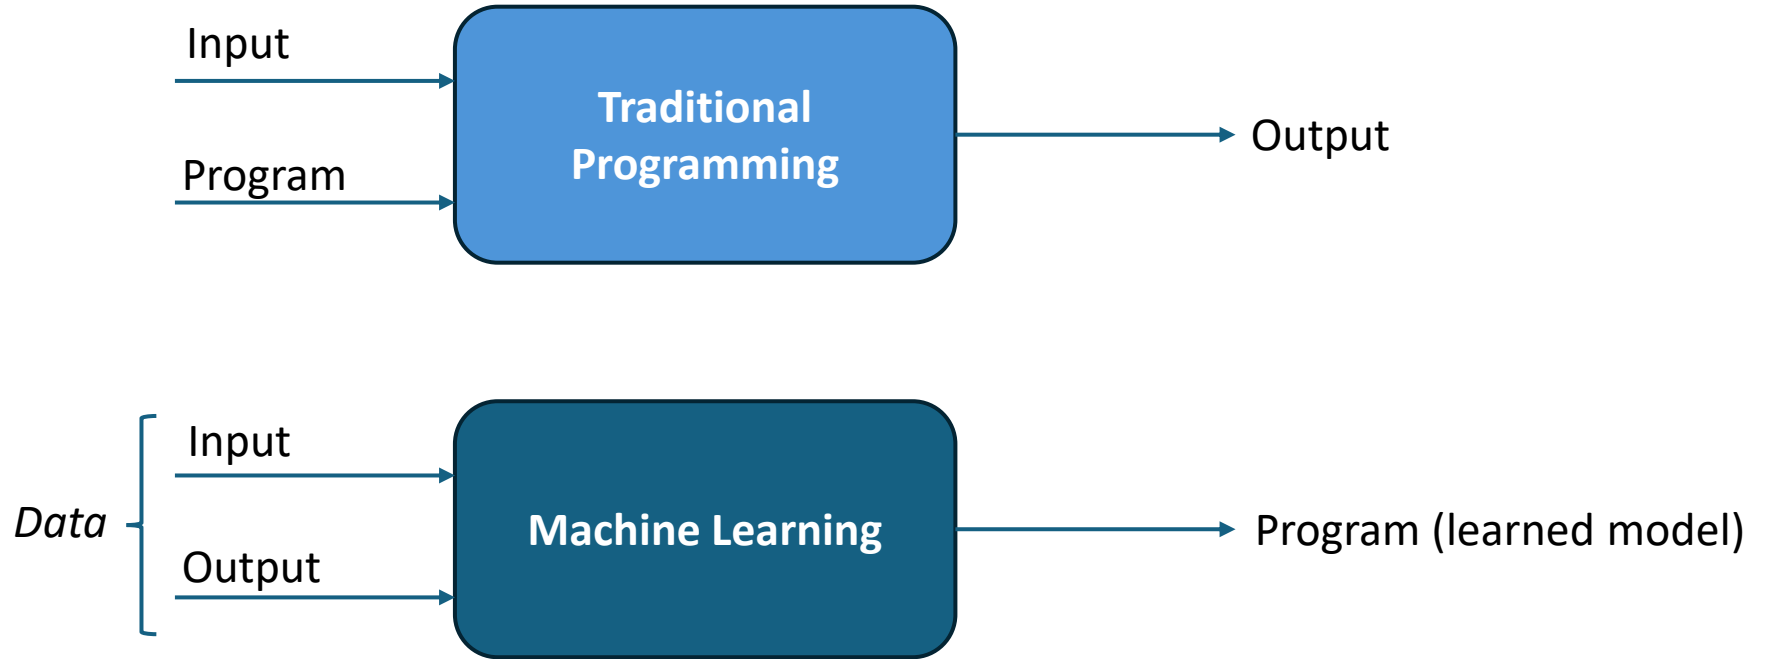 Input
Program
Traditional
Programming
Output
Data
Input
Output
Machine Learning
Program (learned model)